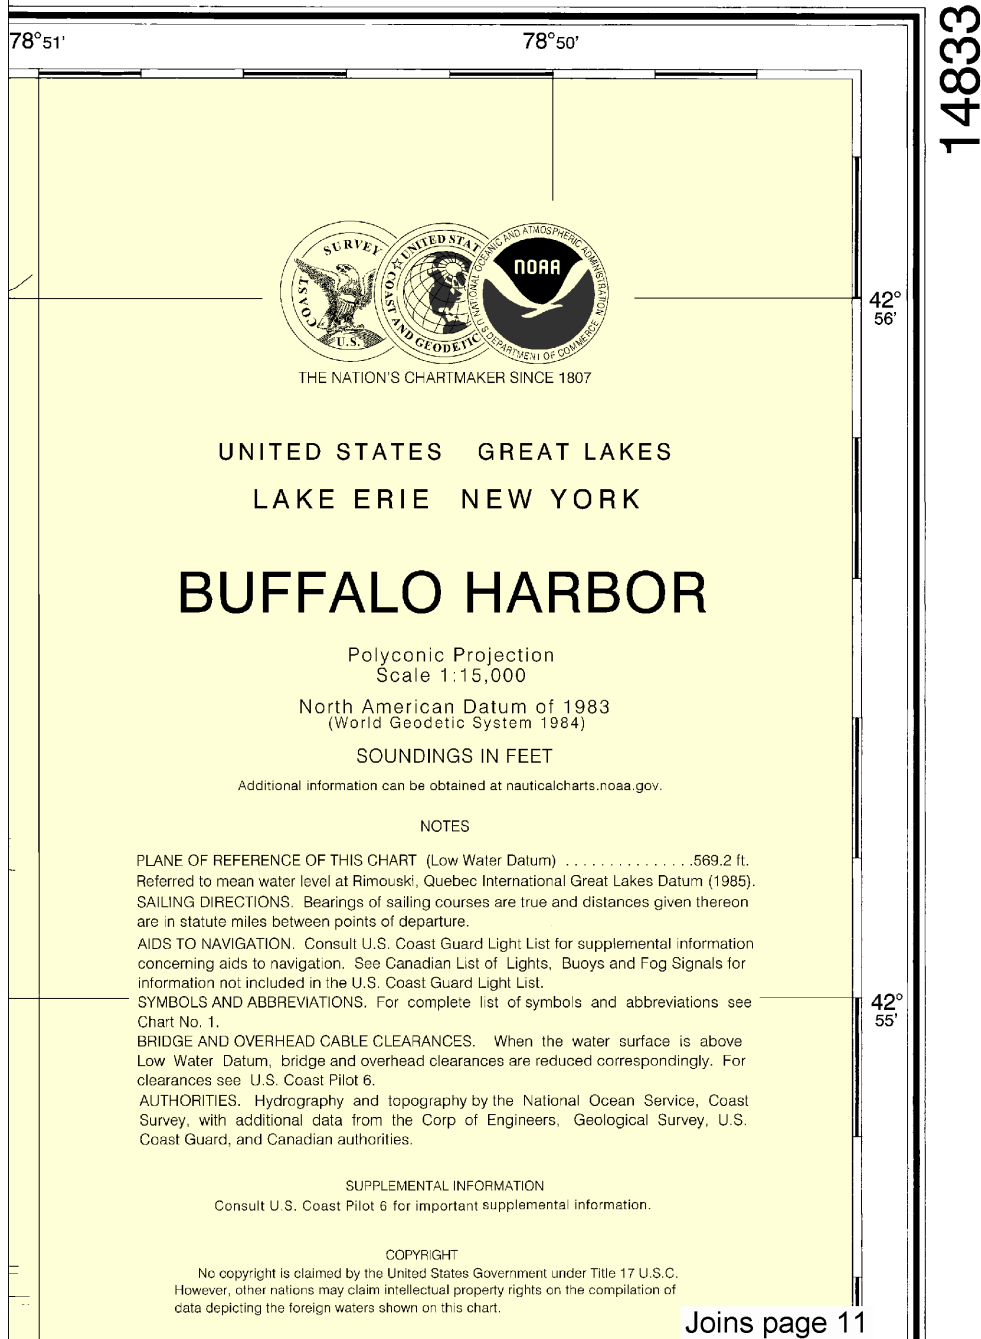 78°51'
78°50'
14833
SURVEY
COAST
U.S.
UNITED STAT
COAST AND GEODETIC
NATIONAL OCEANIC AND ATMOSPHERIC ADMINISTRATION
U.S. DEPARTMENT OF COMMERCE
NOAA
42°
56'
THE NATION'S CHARTMAKER SINCE 1807
UNITED STATES GREAT LAKES
LAKE ERIE NEW YORK
BUFFALO HARBOR
Polyconic Projection
Scale 1:15,000
North American Datum of 1983
(World Geodetic System 1984)
SOUNDINGS IN FEET
Additional information can be obtained at nauticalcharts.noaa.gov.
NOTES
PLANE OF REFERENCE OF THIS CHART (Low Water Datum) . . . . . . . . . . . . . . .569.2 ft.
Referred to mean water level at Rimouski, Quebec International Great Lakes Datum (1985).
SAILING DIRECTIONS. Bearings of sailing courses are true and distances given thereon
are in statute miles between points of departure.
AIDS TO NAVIGATION. Consult U.S. Coast Guard Light List for supplemental information
concerning aids to navigation. See Canadian List of Lights, Buoys and Fog Signals for
information not included in the U.S. Coast Guard Light List.
SYMBOLS AND ABBREVIATIONS. For complete list of symbols and abbreviations see
Chart No. 1.
42°
55'
BRIDGE AND OVERHEAD CABLE CLEARANCES. When the water surface is above
Low Water Datum, bridge and overhead clearances are reduced correspondingly. For
clearances see U.S. Coast Pilot 6.
AUTHORITIES. Hydrography and topography by the National Ocean Service, Coast
Survey, with additional data from the Corp of Engineers, Geological Survey, U.S.
Coast Guard, and Canadian authorities.
SUPPLEMENTAL INFORMATION
Consult U.S. Coast Pilot 6 for important supplemental information.
COPYRIGHT
No copyright is claimed by the United States Government under Title 17 U.S.C.
However, other nations may claim intellectual property rights on the compilation of
data depicting the foreign waters shown on this chart.
Joins page 11